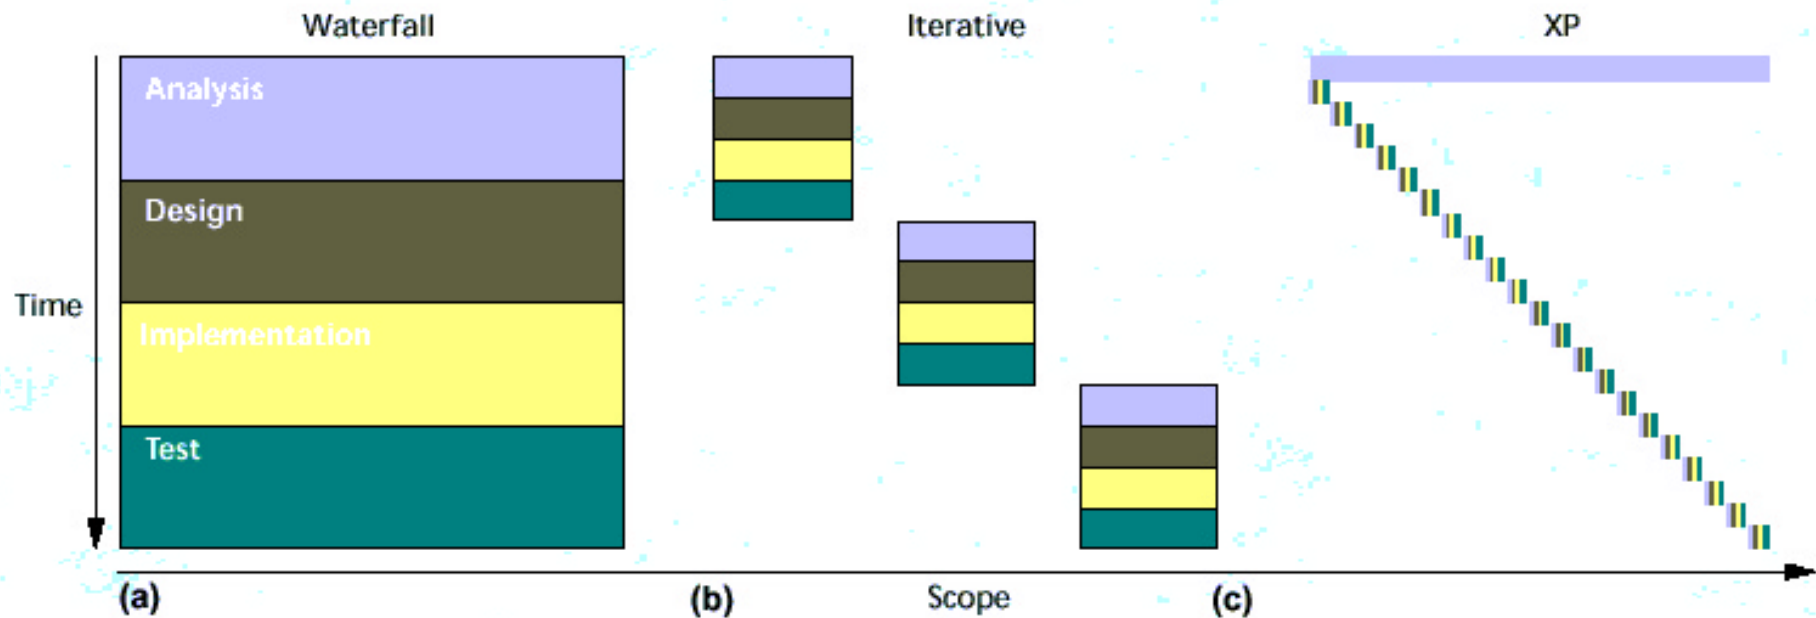 Waterfall
Iterative
XP
Analysis
Design
Time
Implementation
Test
(a)
(b)
Scope
(c)